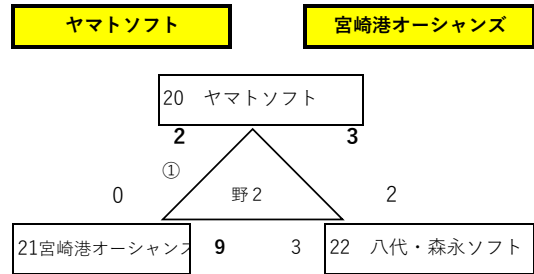 ヤマトソフト 宮崎港オーシャンズ
20 ヤマトソフト
2 3
①
0 野2 2
21宮崎港オーシャンズ 9 3 22 八代・森永ソフト